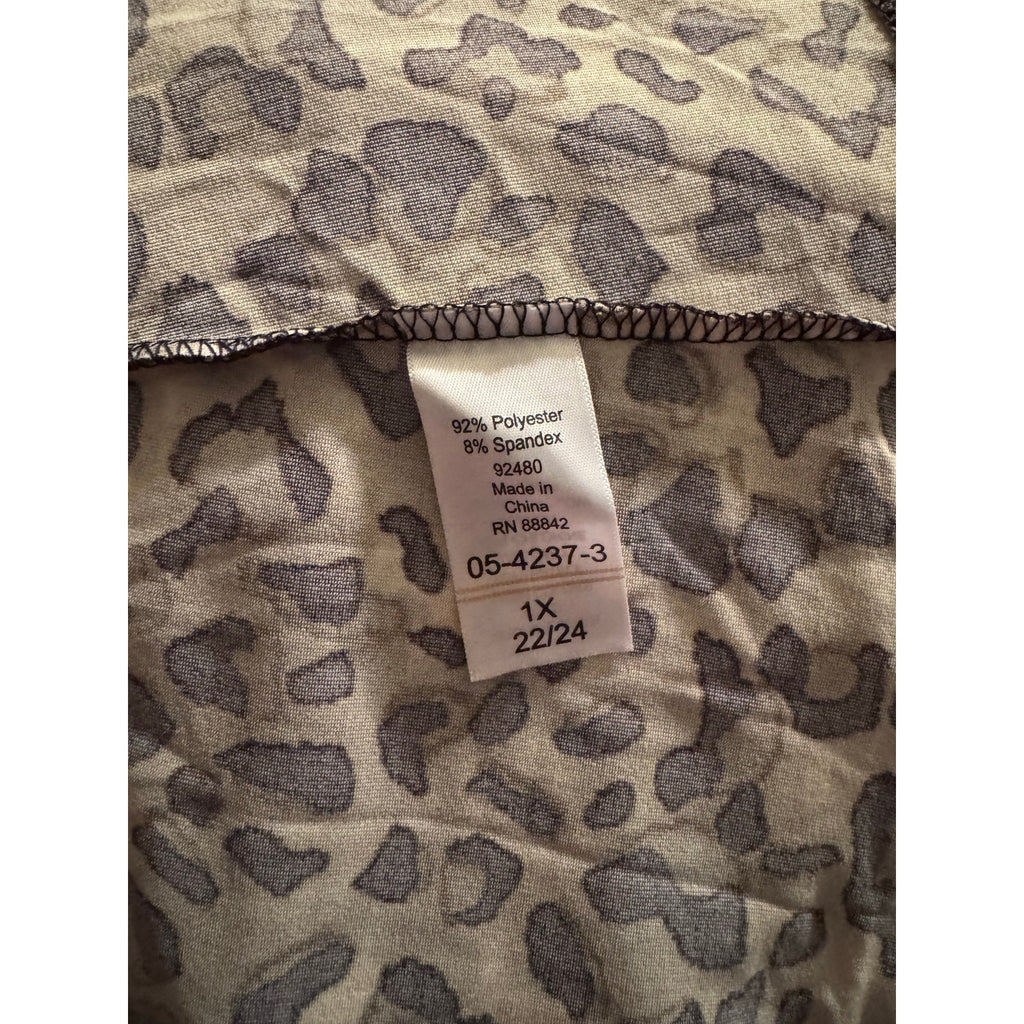 92% Polyester
8% Spandex
92480
Made in
China
RN 88842
05-4237-3
1X
22/24